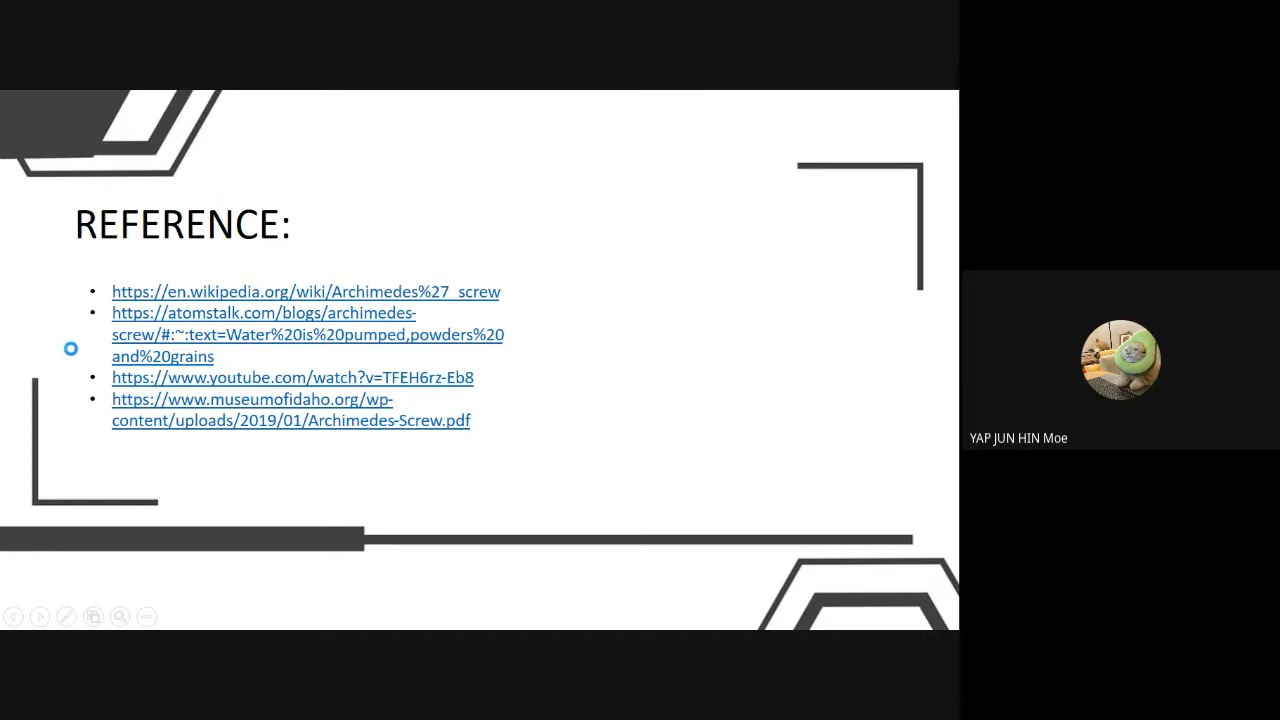 REFERENCE:
• https://en.wikipedia.org/wiki/Archimedes%27_screw
• https://atomstalk.com/blogs/archimedes-
screw/#:~:text=Water%20is%20pumped,powders%20
and%20grains
• https://www.youtube.com/watch?v=TFEH6rz-Eb8
• https://www.museumofidaho.org/wp-
content/uploads/2019/01/Archimedes-Screw.pdf
YAP JUN HIN Moe